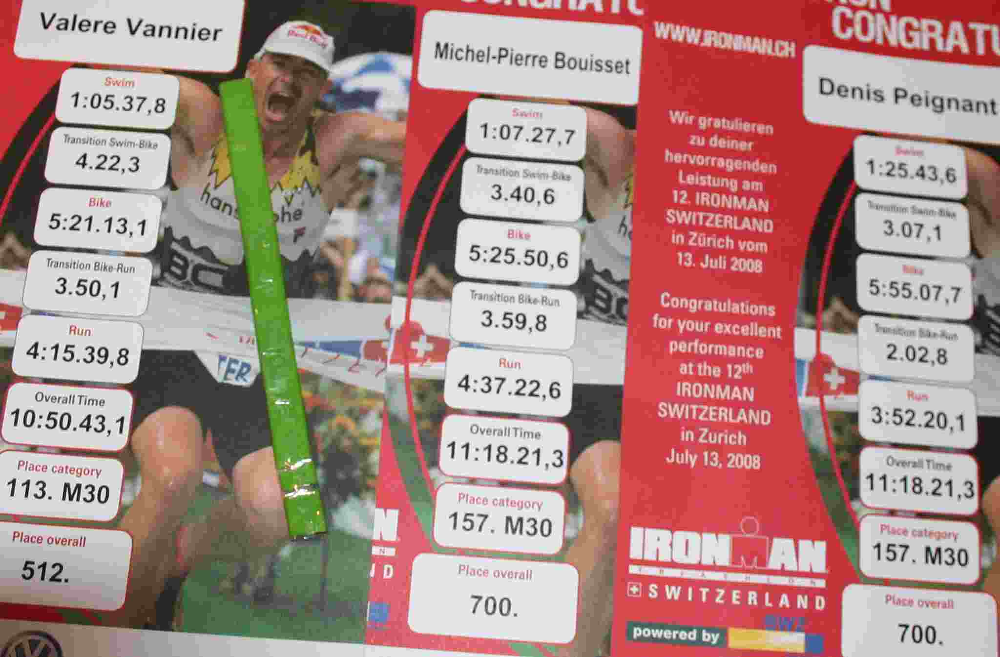 Valere Vannier
Swim
1:05.37,8
Transition Swim-Bike
4.22,3
Bike
5:21.13,1
Transition Bike-Run
3.50,1
Run
4:15.39,8
Overall Time
10:50.43,1
Place category
113. M30
Place overall
512.
Red Bull
Michel-Pierre Bouisset
Swim
1:07.27,7
Transition Swim-Bike
3.40,6
Bike
5:25.50,6
Transition Bike-Run
3.59,8
Run
4:37.22,6
Overall Time
11:18.21,3
Place category
157. M30
Place overall
700.
WWW.IRONMAN.CH
Wir gratulieren
zu deiner
hervorragenden
Leistung am
12. IRONMAN
SWITZERLAND
in Zürich vom
13. Juli 2008
Congratulations
for your excellent
performance
at the 12th
IRONMAN
SWITZERLAND
in Zurich
July 13, 2008
IRONMAN
TRIATHLON
SWITZERLAND
powered by
CONGRATU
Denis Peignant
Swim
1:25.43,6
Transition Swim-Bike
3.07,1
Bike
5:55.07,7
Transition Bike-Run
2.02,8
Run
3:52.20,1
Overall Time
11:18.21,3
Place category
157. M30
Place overall
700.